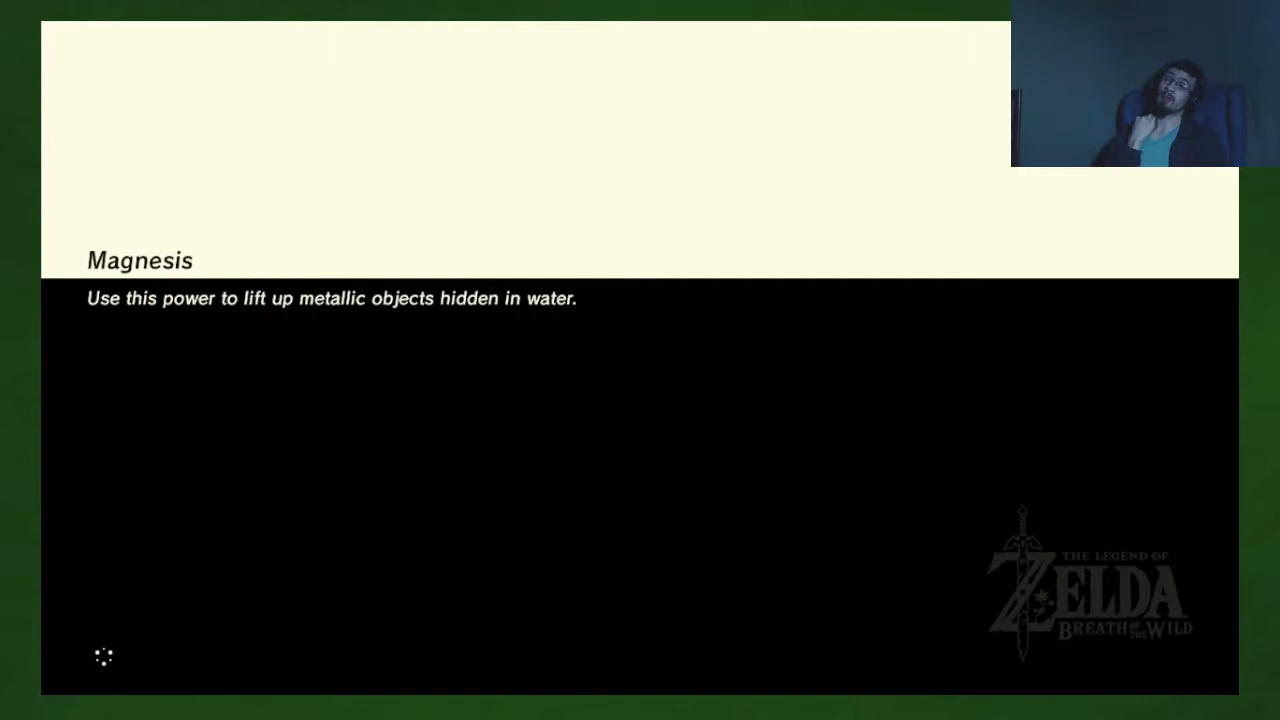 Magnesis
Use this power to lift up metallic objects hidden in water.
THE LEGEND OF
ZELDA
BREATH OF THE WILD